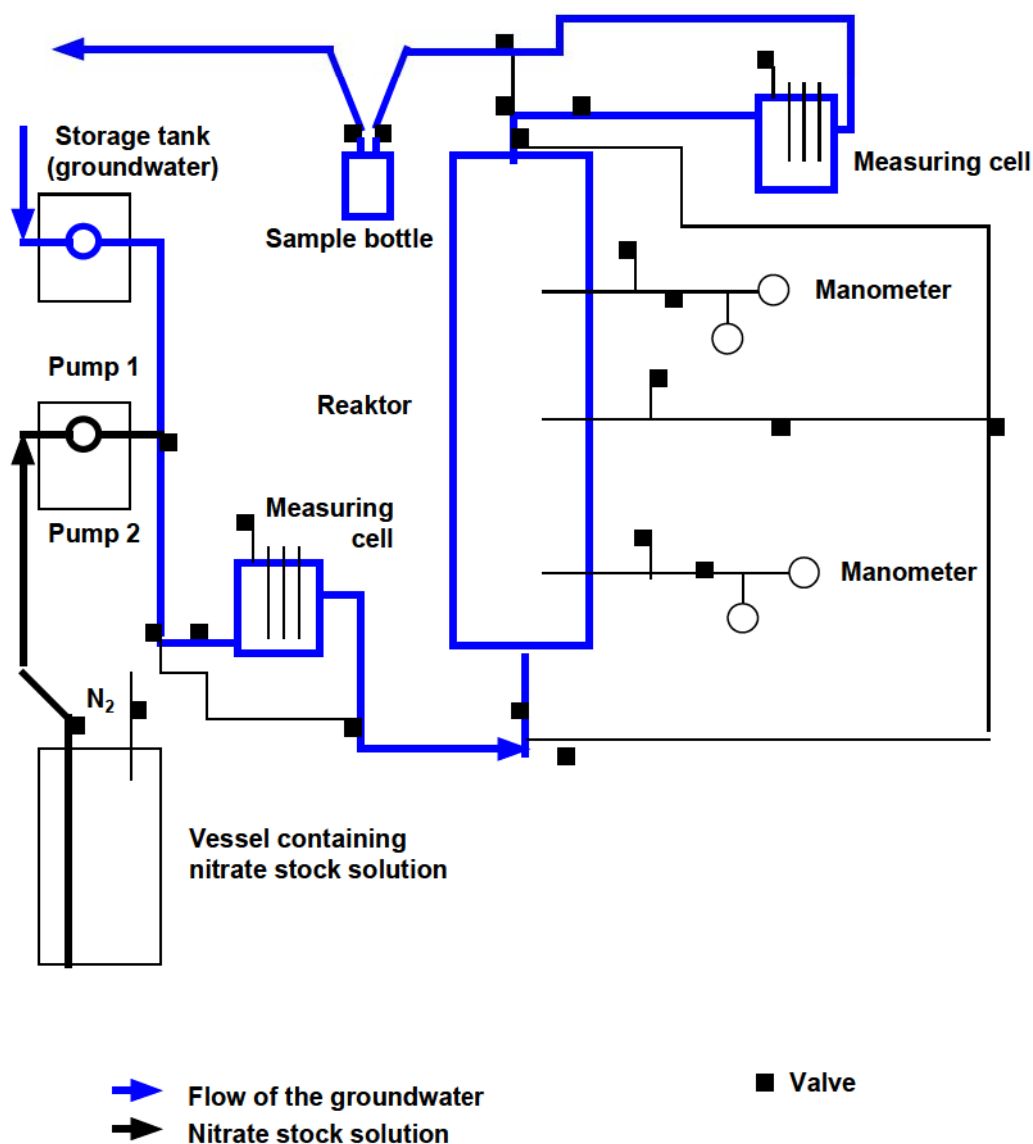 Storage tank
(groundwater)
Measuring cell
Sample bottle
Manometer
Pump 1
Reaktor
Measuring
cell
Pump 2
Manometer
N₂
Vessel containing
nitrate stock solution
Flow of the groundwater
Valve
Nitrate stock solution